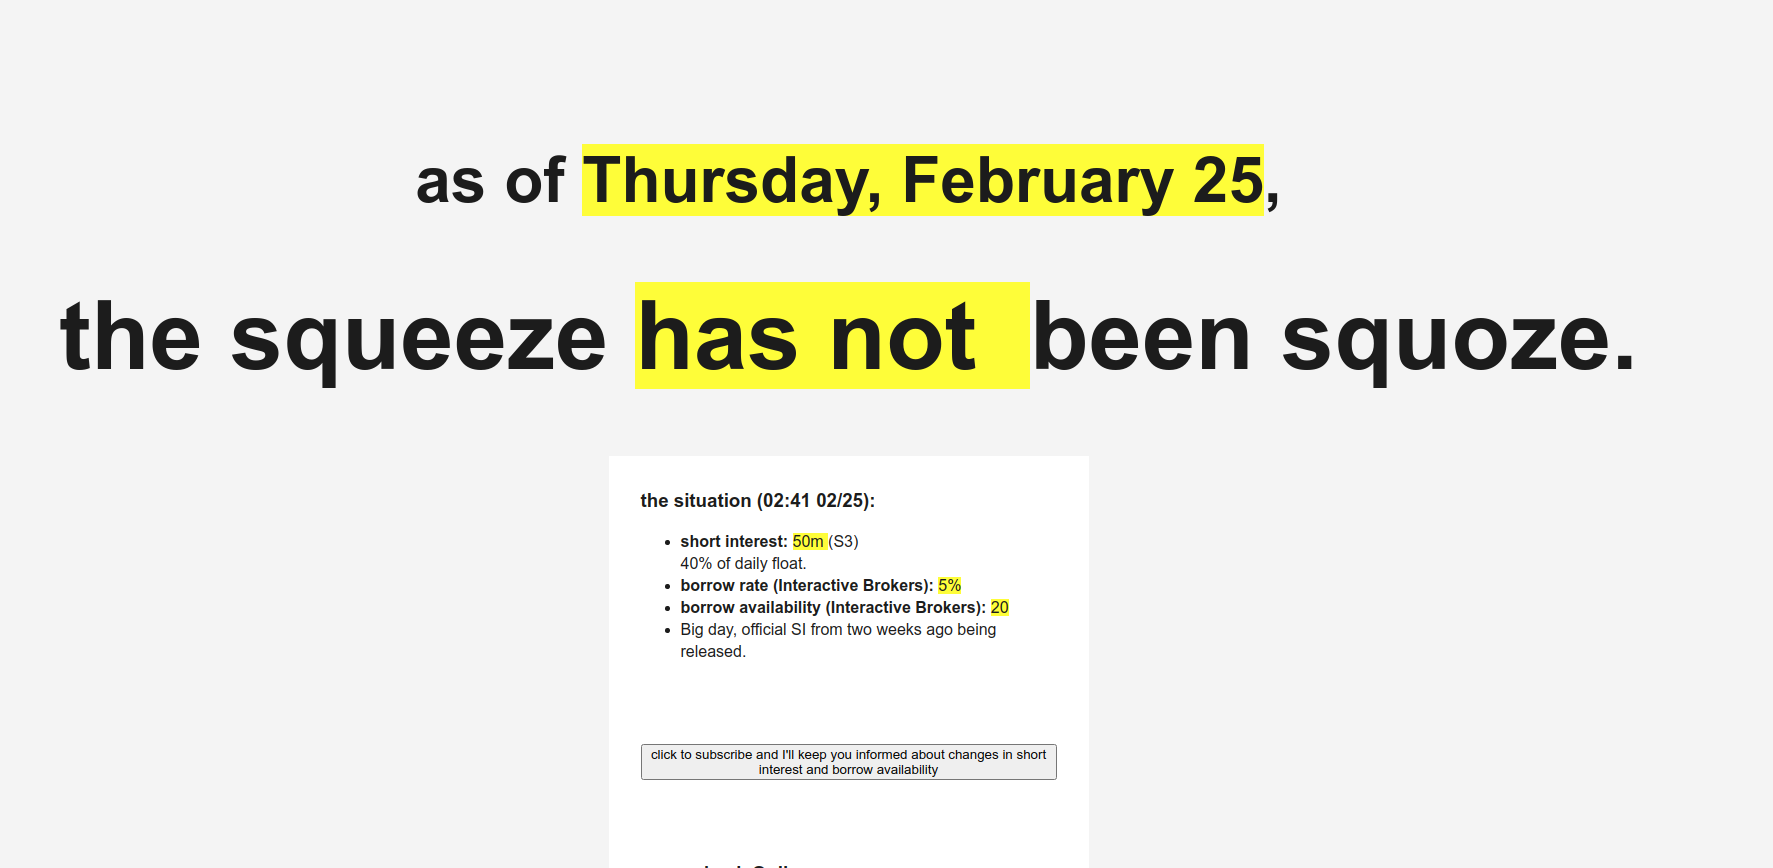 as of Thursday, February 25,
the squeeze has not been squoze.
the situation (02:41 02/25):
short interest: 50m (S3)
40% of daily float.
borrow rate (Interactive Brokers): 5%
borrow availability (Interactive Brokers): 20
Big day, official SI from two weeks ago being
released.
click to subscribe and I'll keep you informed about changes in short
interest and borrow availability